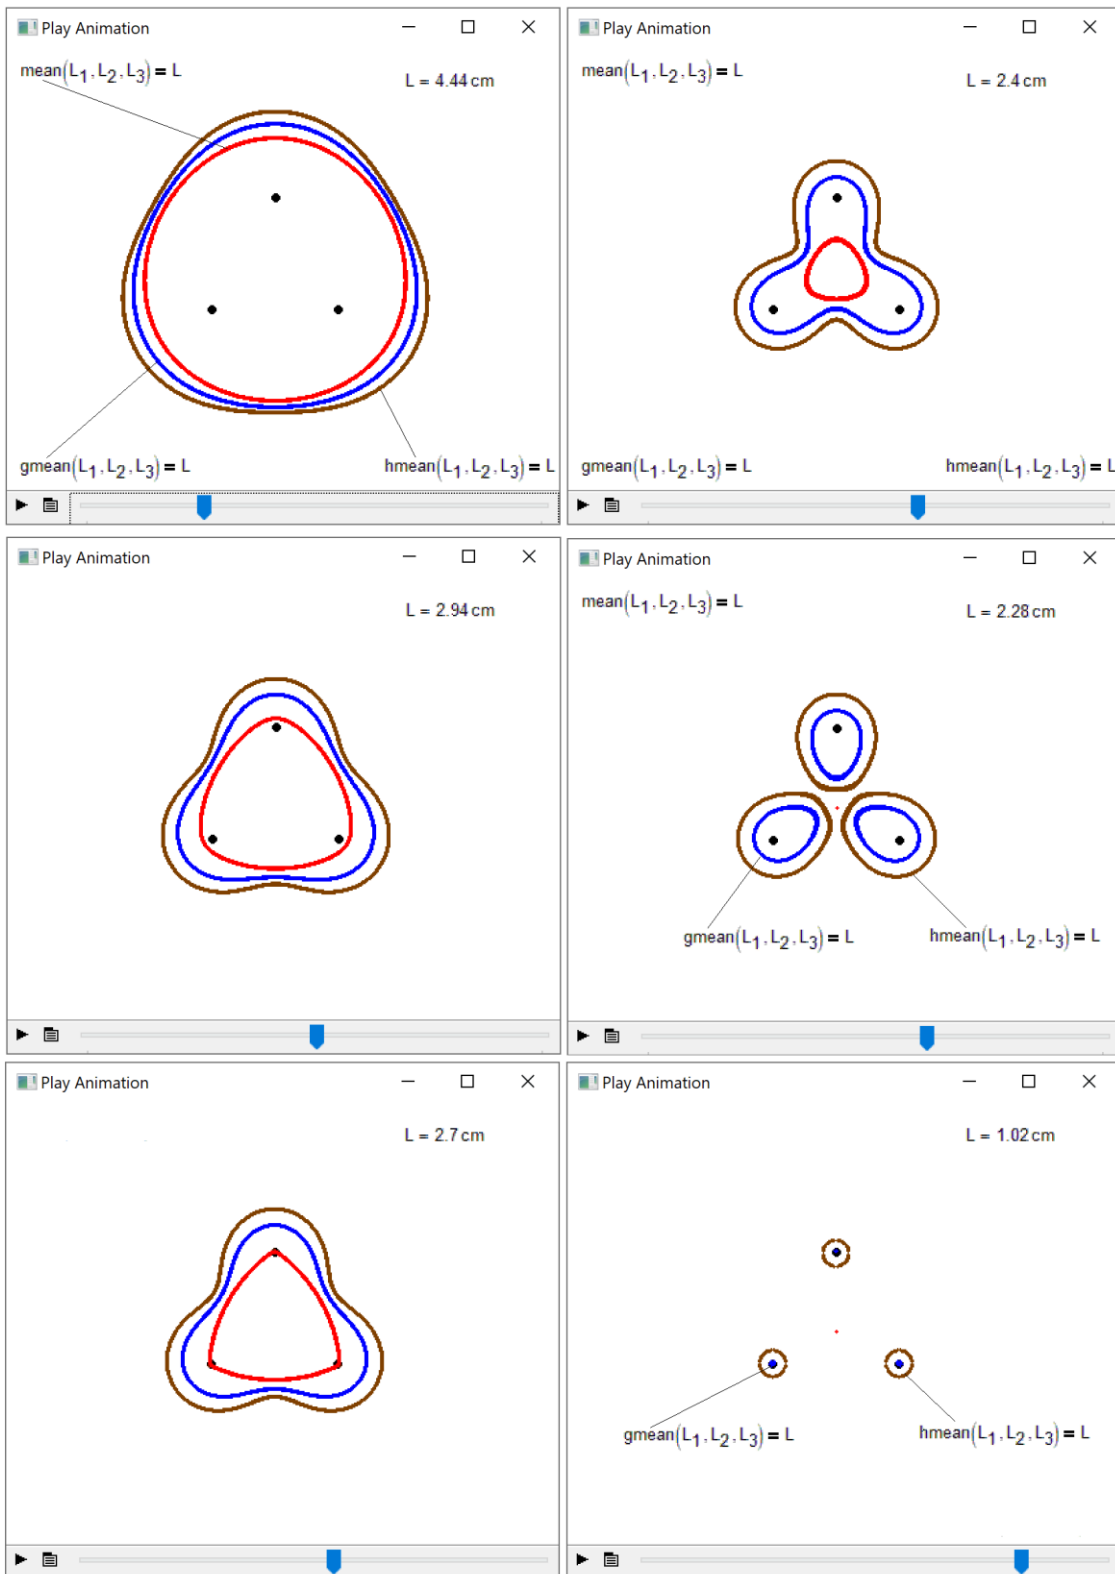 Play Animation
mean(L₁, L₂, L₃) = L
L = 4.44 cm
gmean(L₁, L₂, L₃) = L
hmean(L₁, L₂, L₃) = L
Play Animation
mean(L₁, L₂, L₃) = L
L = 2.4 cm
gmean(L₁, L₂, L₃) = L
hmean(L₁, L₂, L₃) = L
Play Animation
L = 2.94 cm
Play Animation
mean(L₁, L₂, L₃) = L
L = 2.28 cm
gmean(L₁, L₂, L₃) = L
hmean(L₁, L₂, L₃) = L
Play Animation
L = 2.7 cm
Play Animation
L = 1.02 cm
gmean(L₁, L₂, L₃) = L
hmean(L₁, L₂, L₃) = L